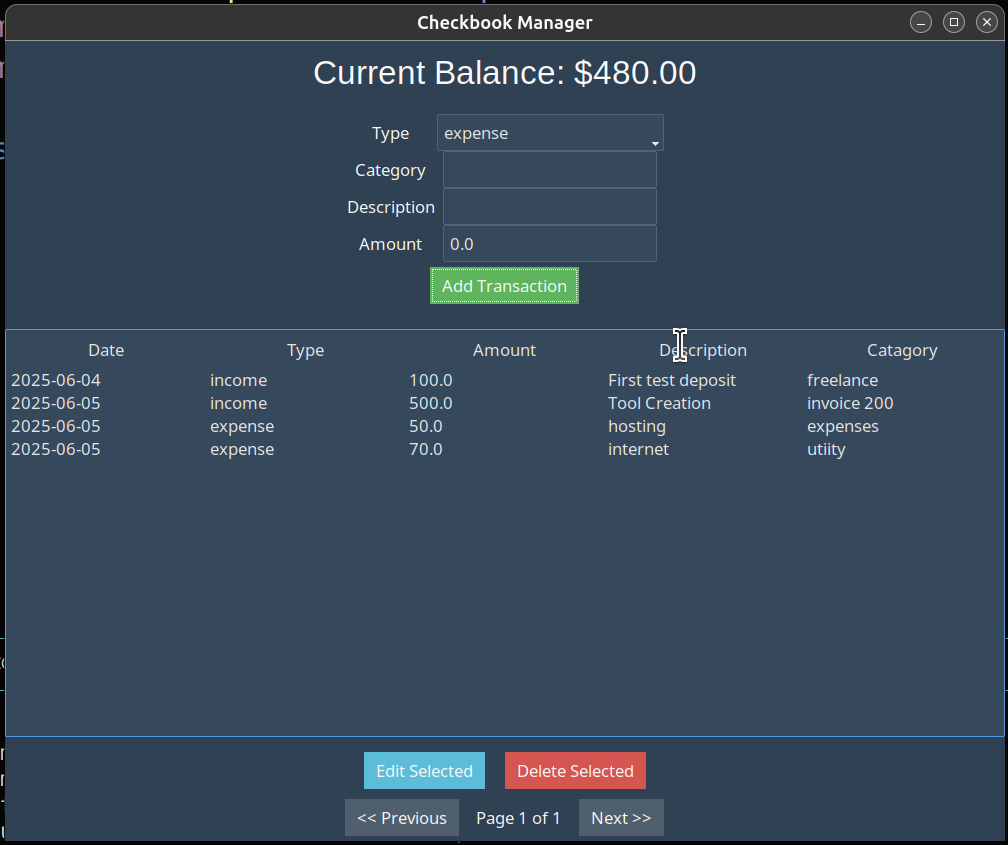 Checkbook Manager
Current Balance: $480.00
Type expense
Category
Description
Amount 0.0
Add Transaction
Date Type Amount Description Catagory
2025-06-04 income 100.0 First test deposit freelance
2025-06-05 income 500.0 Tool Creation invoice 200
2025-06-05 expense 50.0 hosting expenses
2025-06-05 expense 70.0 internet utiity
Edit Selected Delete Selected
<< Previous Page 1 of 1 Next >>